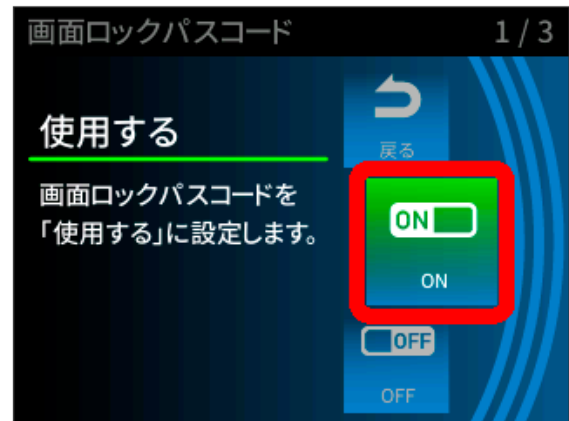 画面ロックパスコード 1/3
使用する
画面ロックパスコードを
「使用する」に設定します。
戻る
ON
ON
OFF
OFF